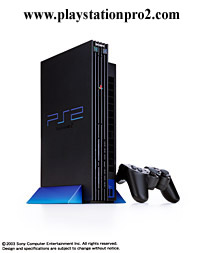 www.playstationpro2.com
SONY
PS2
©2003 Sony Computer Entertainment Inc. All rights reserved.
Design and specifications are subject to change without notice.